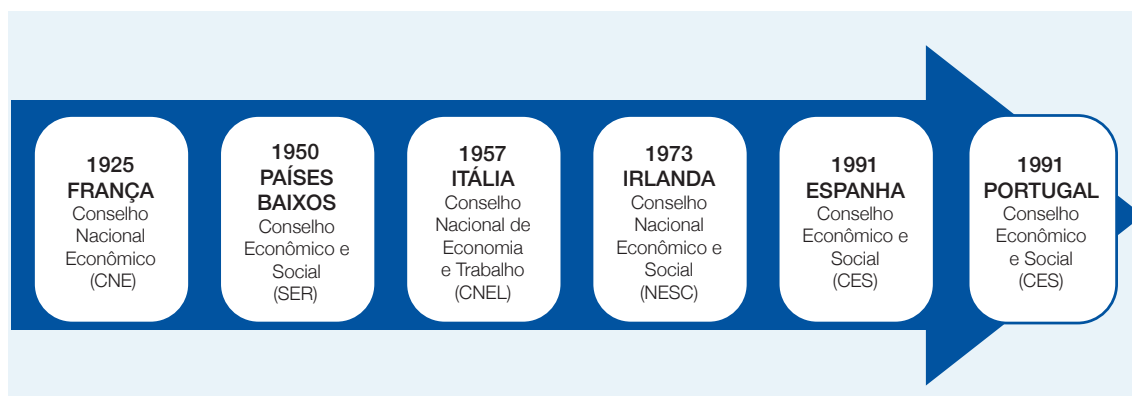 1925
FRANÇA
Conselho
Nacional
Econômico
(CNE)
1950
PAÍSES
BAIXOS
Conselho
Econômico e
Social
(SER)
1957
ITÁLIA
Conselho
Nacional de
Economia
e Trabalho
(CNEL)
1973
IRLANDA
Conselho
Nacional
Econômico e
Social
(NESC)
1991
ESPANHA
Conselho
Econômico e
Social
(CES)
1991
PORTUGAL
Conselho
Econômico
e Social
(CES)